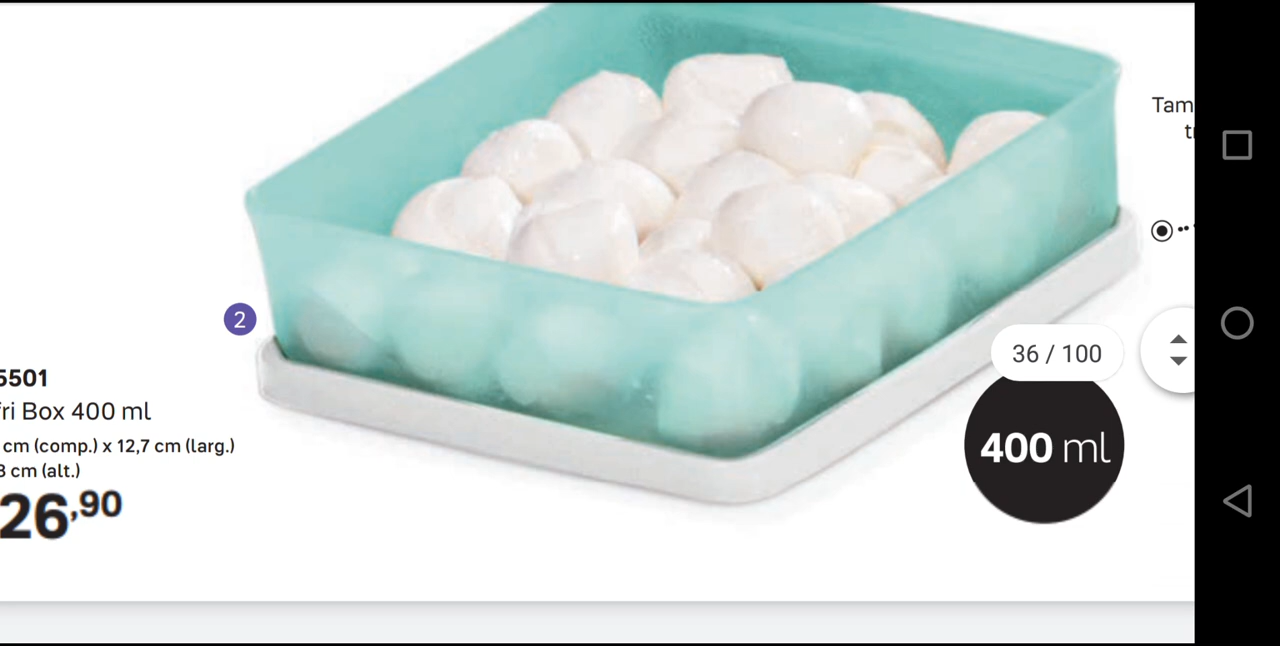 2
5501
ri Box 400 ml
cm (comp.) x 12,7 cm (larg.)
cm (alt.)
26,90
Tam
36 / 100
400 ml